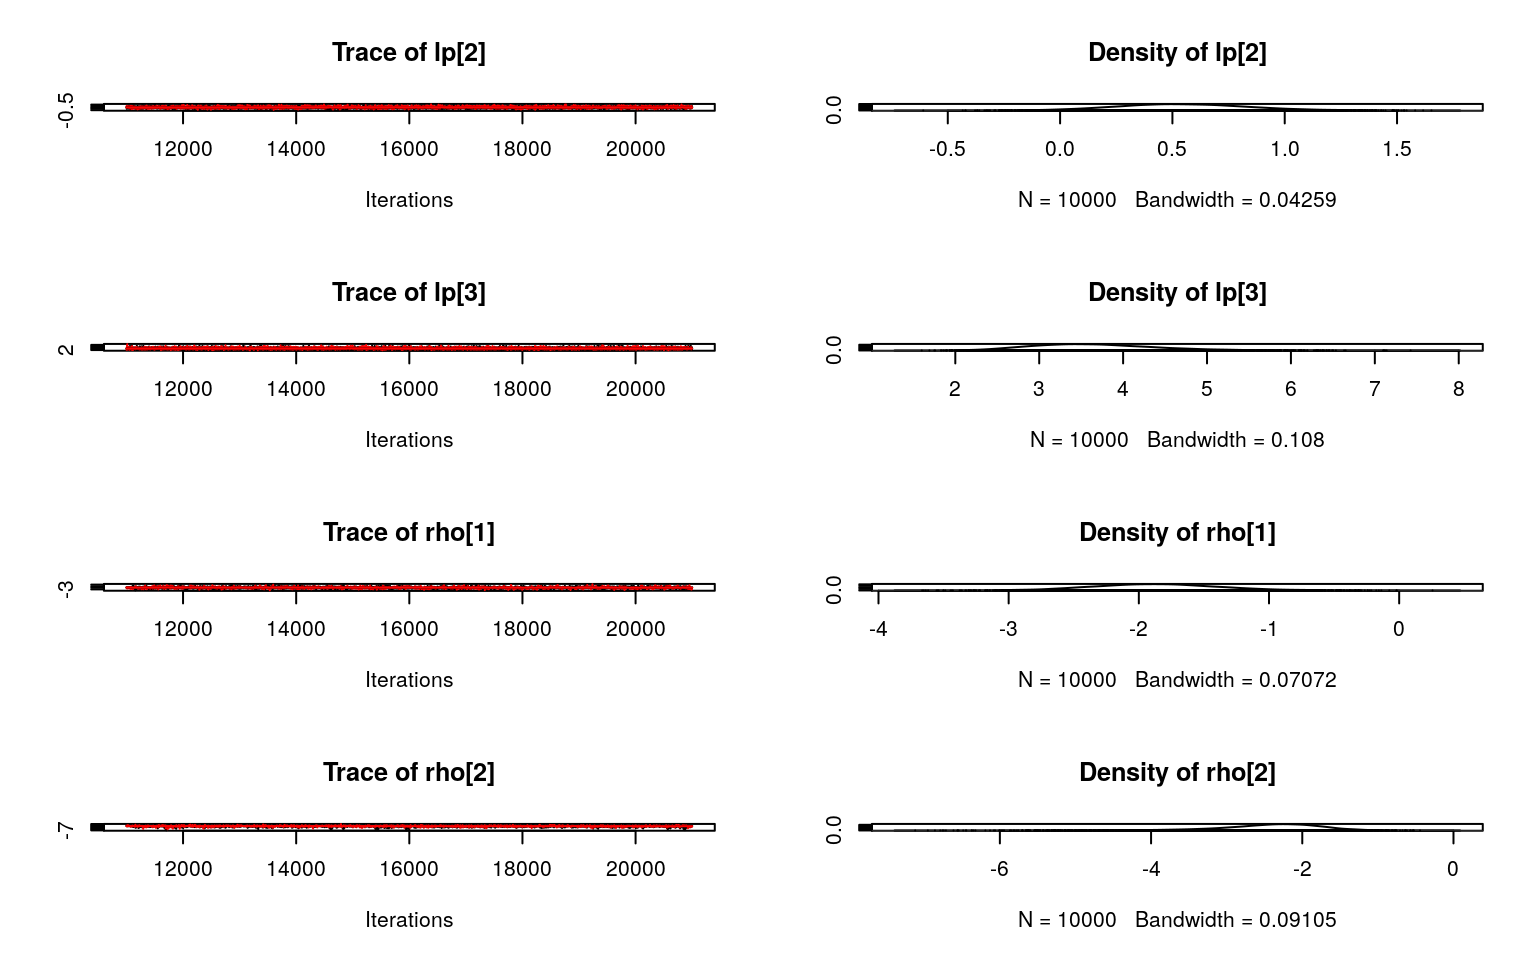 Trace of lp[2]
Density of lp[2]
-0.5
12000 14000 16000 18000 20000
Iterations
0.0
-0.5 0.0 0.5 1.0 1.5
N = 10000 Bandwidth = 0.04259
Trace of lp[3]
Density of lp[3]
2
12000 14000 16000 18000 20000
Iterations
0.0
2 3 4 5 6 7 8
N = 10000 Bandwidth = 0.108
Trace of rho[1]
Density of rho[1]
-3
12000 14000 16000 18000 20000
Iterations
0.0
-4 -3 -2 -1 0
N = 10000 Bandwidth = 0.07072
Trace of rho[2]
Density of rho[2]
-7
12000 14000 16000 18000 20000
Iterations
0.0
-6 -4 -2 0
N = 10000 Bandwidth = 0.09105